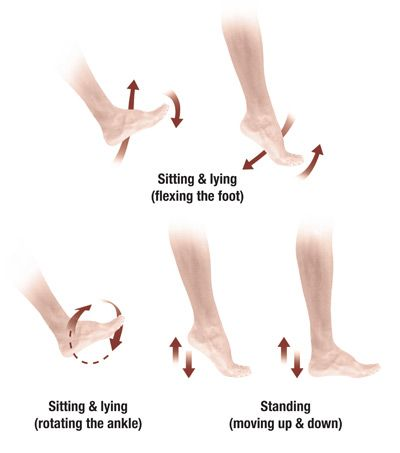 Sitting & lying
(flexing the foot)
Sitting & lying
(rotating the ankle)
Standing
(moving up & down)